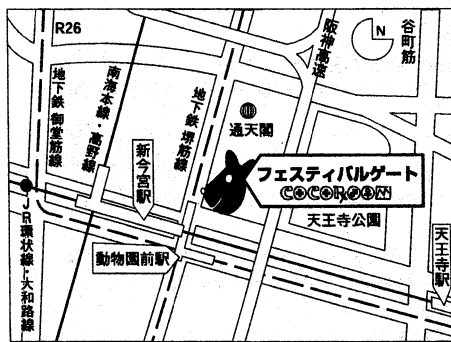 R26
阪神高速
N
谷町筋
地下鉄 御堂筋線
南海本線・高野線
地下鉄 堺筋線
通天閣
新今宮駅
フェスティバルゲート
COCOROOM
天王寺公園
天王寺駅
動物園前駅
JR環状線・大和路線